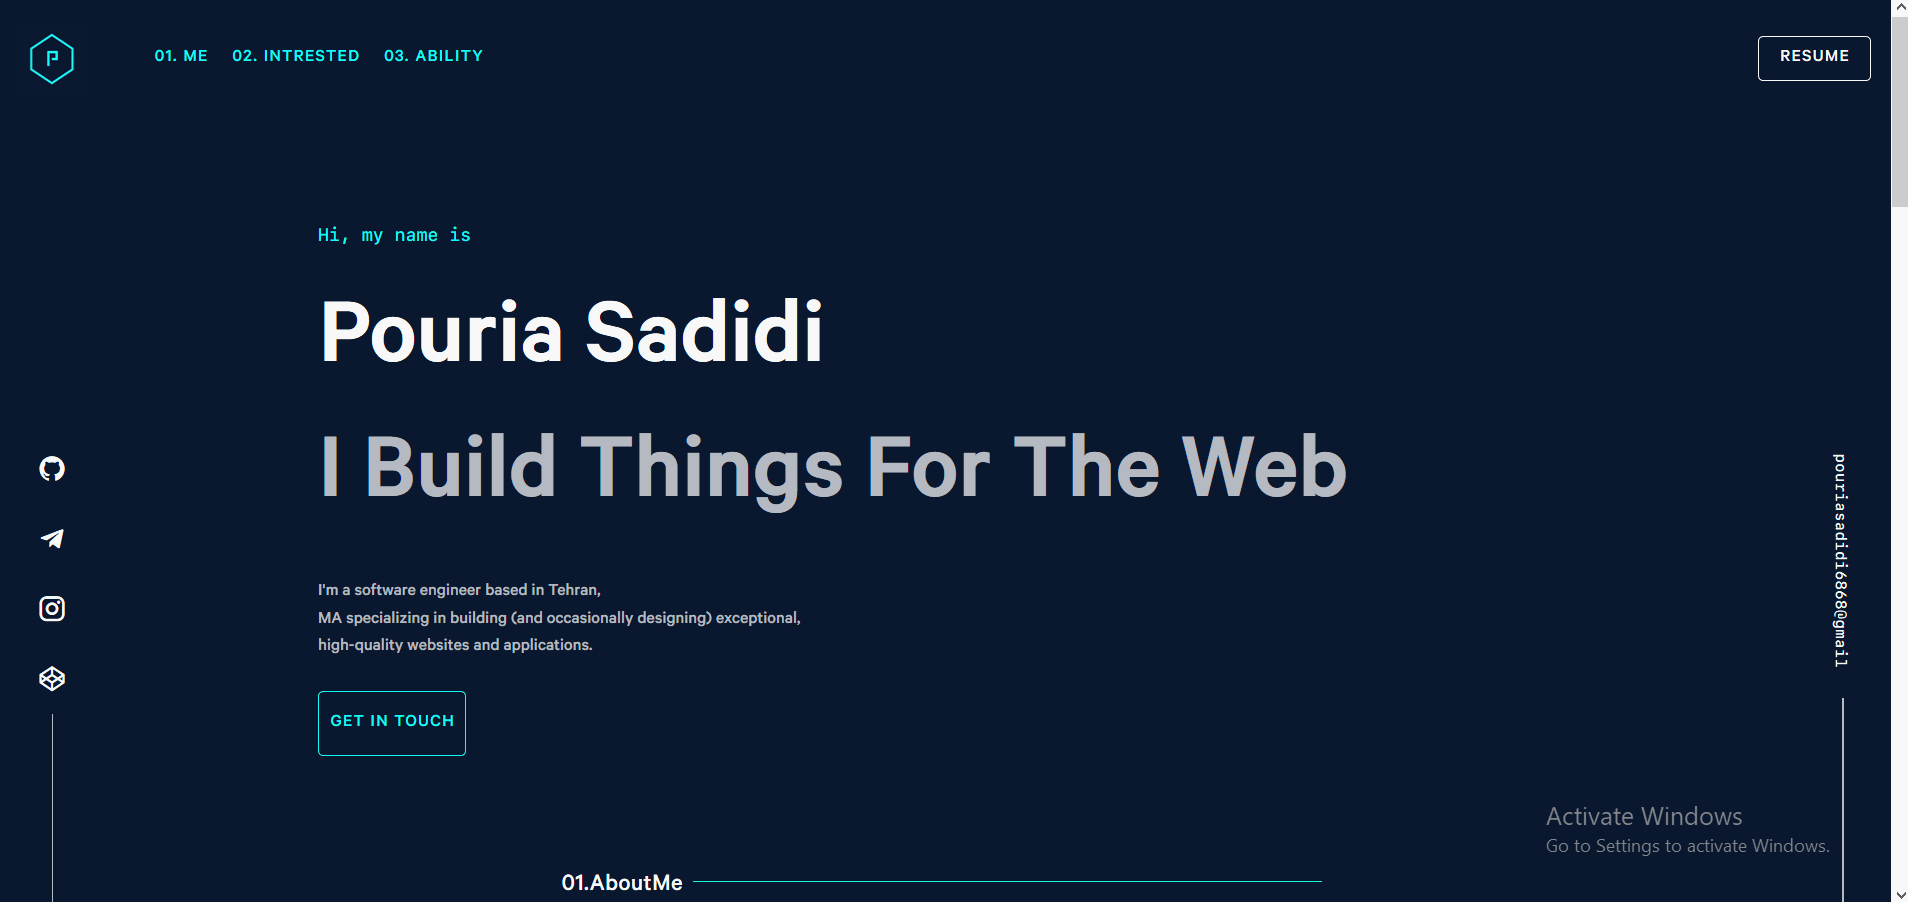 P
01. ME 02. INTRESTED 03. ABILITY
RESUME
Hi, my name is
Pouria Sadidi
I Build Things For The Web
I'm a software engineer based in Tehran,
MA specializing in building (and occasionally designing) exceptional,
high-quality websites and applications.
GET IN TOUCH
pouriasadidi6868@gmail
Activate Windows
Go to Settings to activate Windows.
01.AboutMe